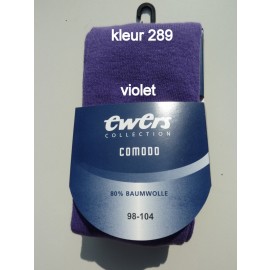 kleur 289
violet
ewers
COLLECTION
COMODO
80% BAUMWOLLE
98-104